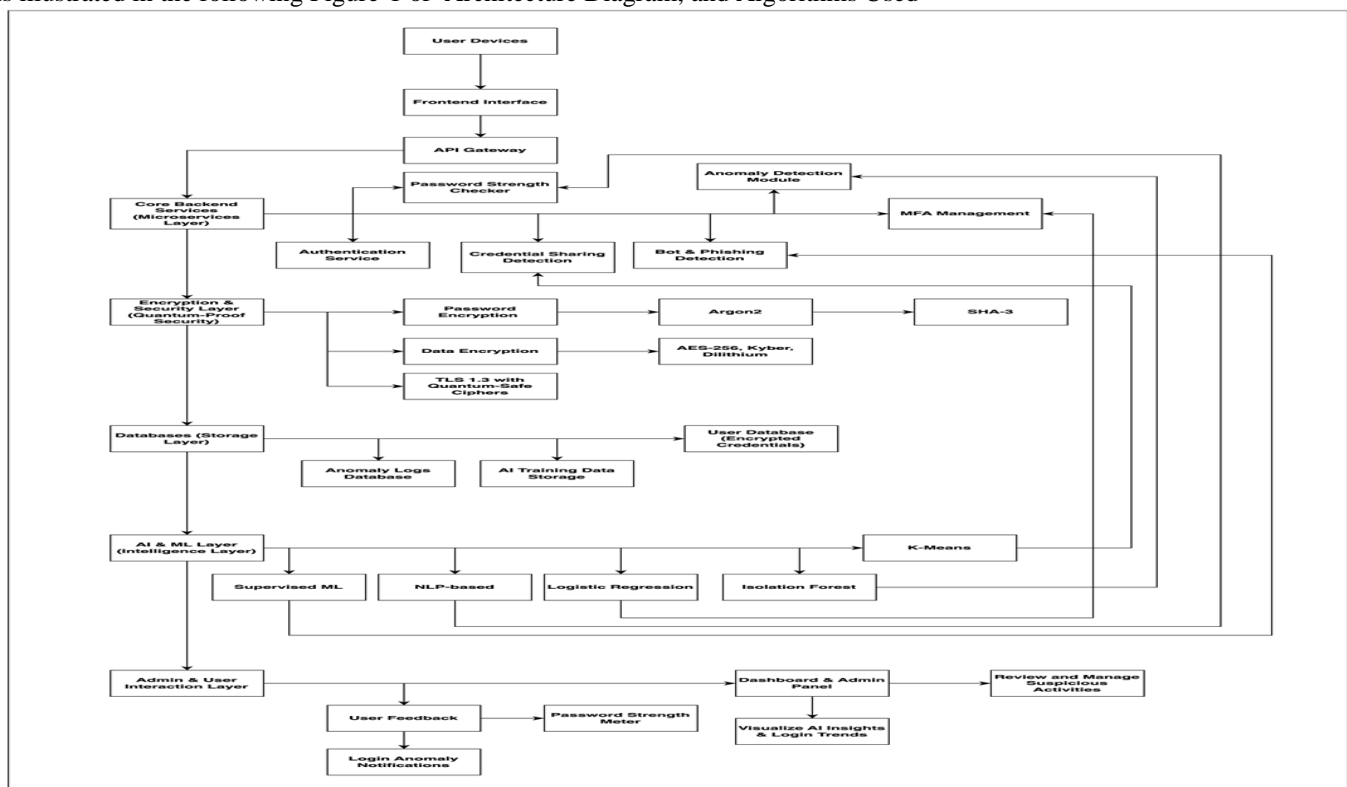 as illustrated in the following Figure 1 of Architecture Diagram, and Algorithms Used
User Devices
Frontend Interface
API Gateway
Password Strength
Checker
Anomaly Detection
Module
Core Backend
Services
(Microservices
Layer)
MFA Management
Authentication
Service
Credential Sharing
Detection
Bot & Phishing
Detection
Encryption &
Security Layer
(Quantum-Proof
Security)
Password
Encryption
Argon2
SHA-3
Data Encryption
AES-256, Kyber,
Dilithium
TLS 1.3 with
Quantum-Safe
Ciphers
Databases (Storage
Layer)
User Database
(Encrypted
Credentials)
Anomaly Logs
Database
AI Training Data
Storage
AI & ML Layer
(Intelligence Layer)
K-Means
Supervised ML
NLP-based
Logistic Regression
Isolation Forest
Admin & User
Interaction Layer
Dashboard & Admin
Panel
Review and Manage
Suspicious
Activities
User Feedback
Password Strength
Meter
Visualize AI Insights
& Login Trends
Login Anomaly
Notifications